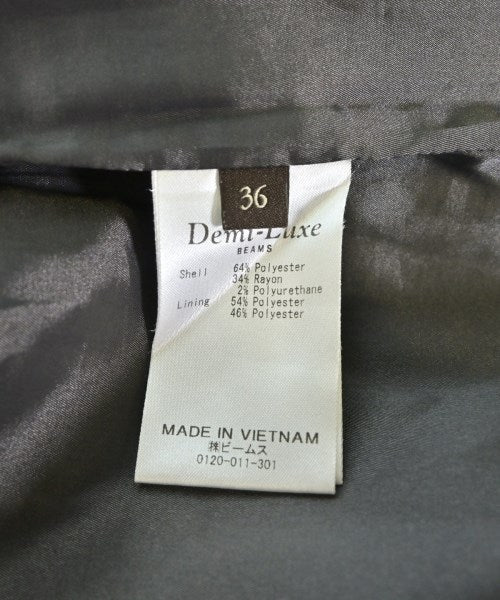 36
Demi-Luxe
BEAMS
Shell 64% Polyester
34% Rayon
2% Polyurethane
Lining 54% Polyester
46% Polyester
MADE IN VIETNAM
㈱ビームス
0120-011-301